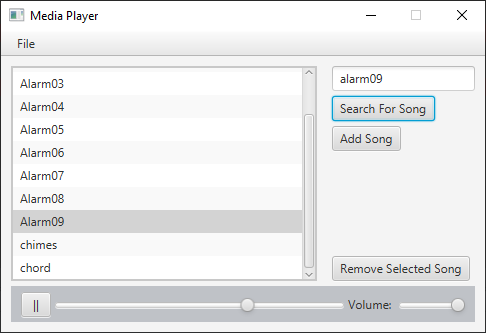 Media Player
File
Alarm03
Alarm04
Alarm05
Alarm06
Alarm07
Alarm08
Alarm09
chimes
chord
alarm09
Search For Song
Add Song
Remove Selected Song
||
Volume: